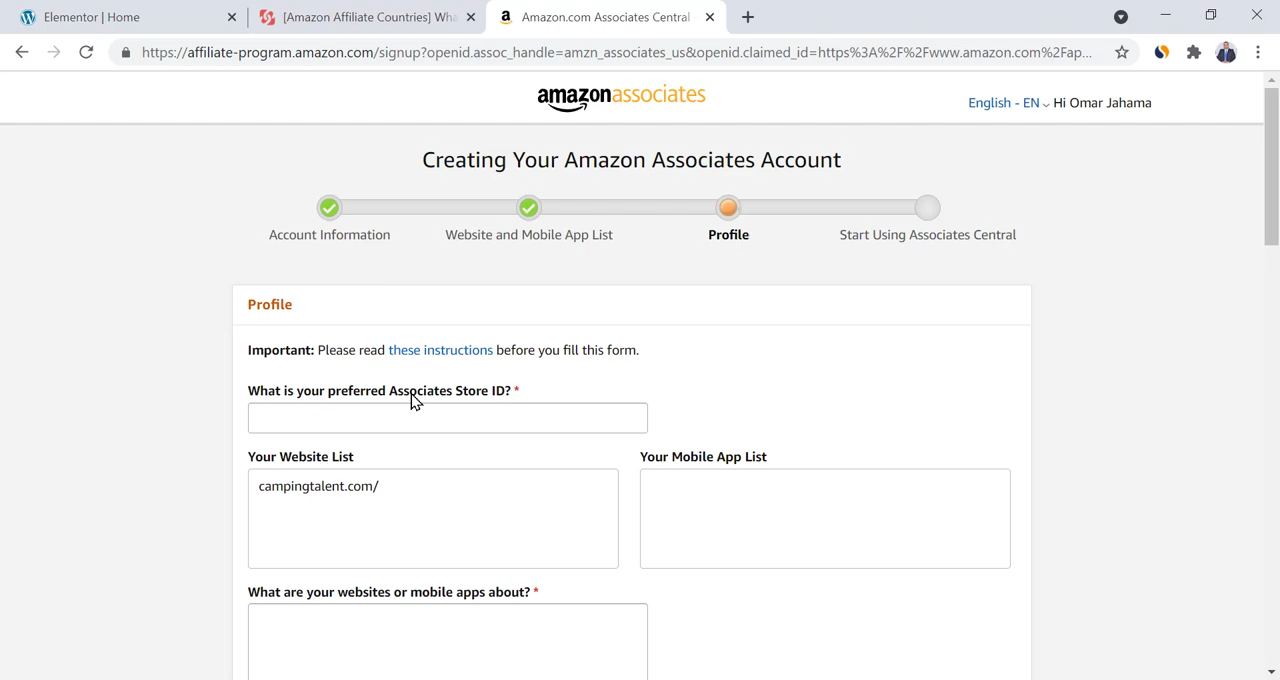 Elementor | Home
[Amazon Affiliate Countries] Wha
Amazon.com Associates Central
https://affiliate-program.amazon.com/signup?openid.assoc_handle=amzn_associates_us&openid.claimed_id=https%3A%2F%2Fwww.amazon.com%2Fap...
amazonassociates
English - EN Hi Omar Jahama
Creating Your Amazon Associates Account
Account Information
Website and Mobile App List
Profile
Start Using Associates Central
Profile
Important: Please read these instructions before you fill this form.
What is your preferred Associates Store ID? *
Your Website List
Your Mobile App List
campingtalent.com/
What are your websites or mobile apps about? *